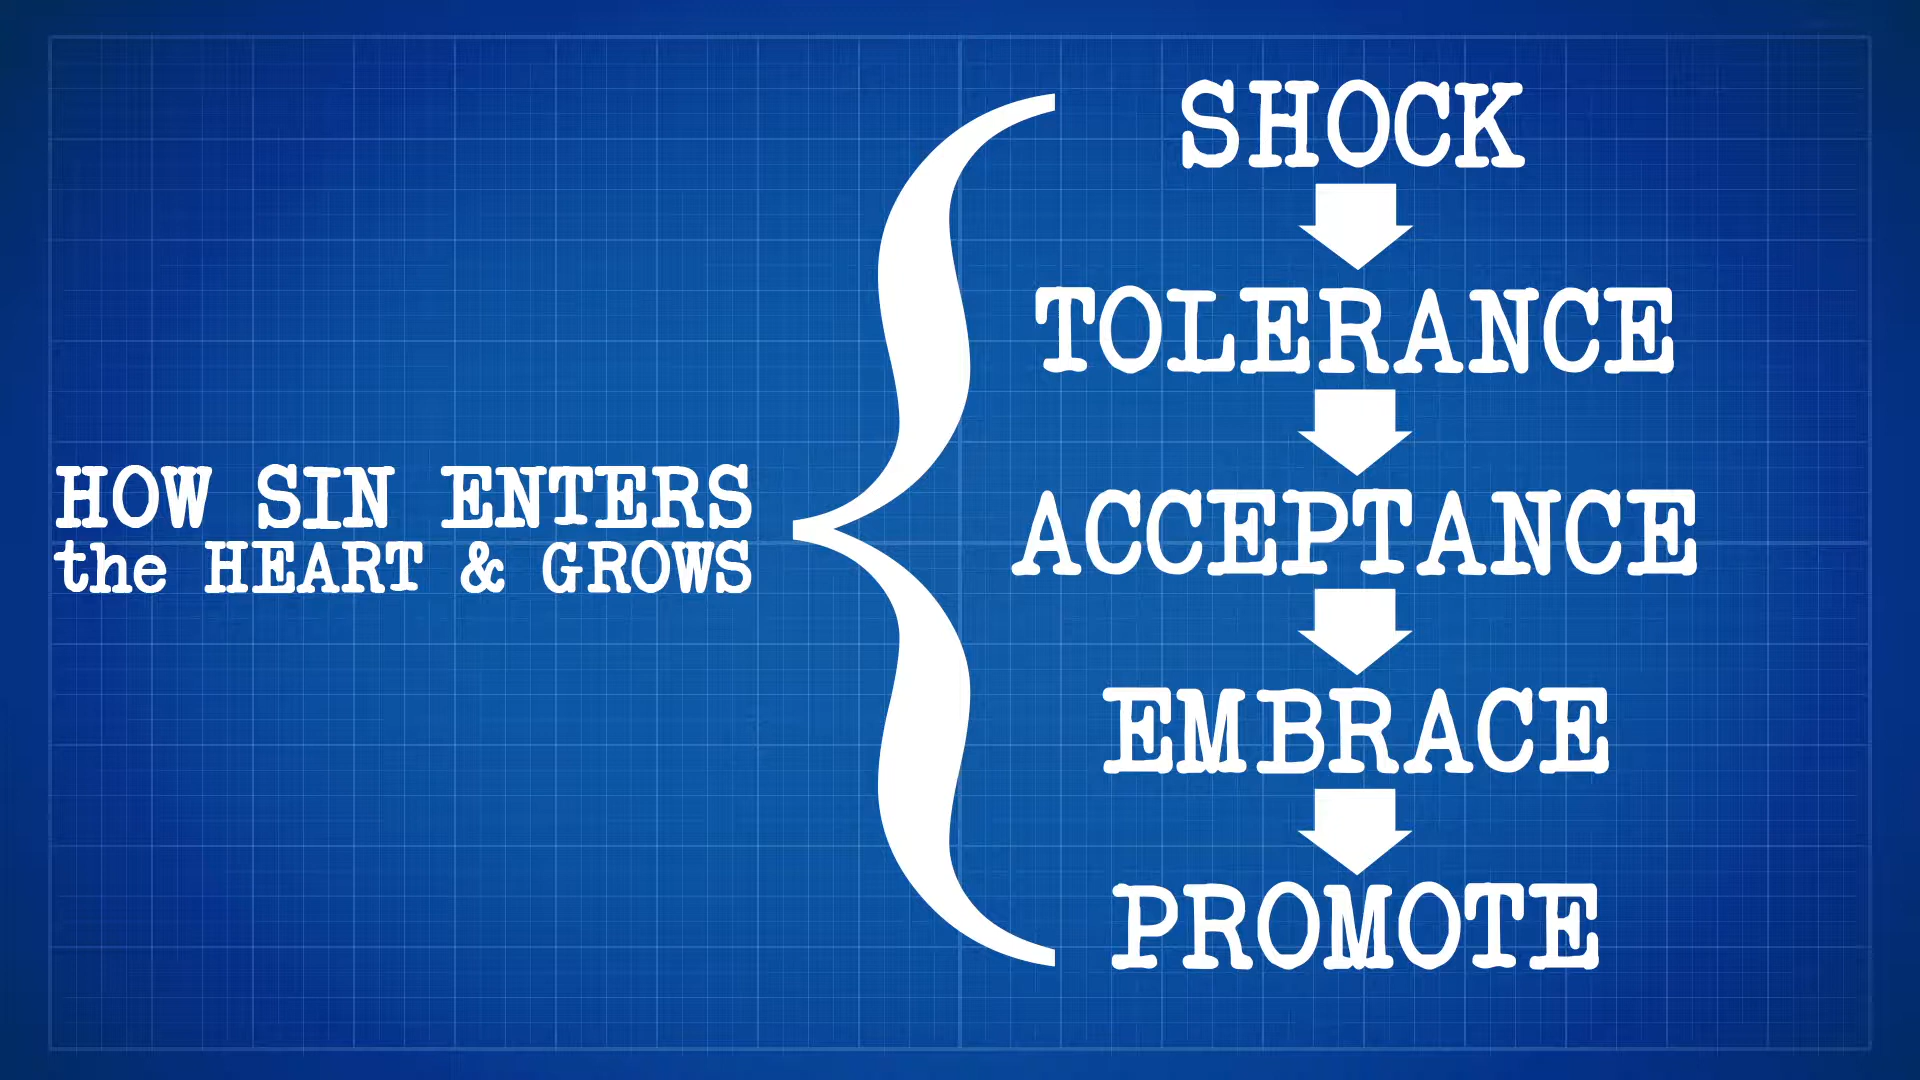 HOW SIN ENTERS
the HEART & GROWS
SHOCK
TOLERANCE
ACCEPTANCE
EMBRACE
PROMOTE